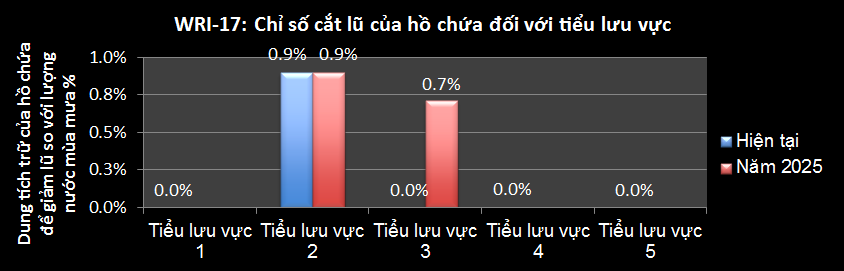 WRI-17: Chỉ số cắt lũ của hồ chứa đối với tiểu lưu vực
Dung tích trữ của hồ chứa
để giảm lũ so với lượng
nước mùa mưa %
1.0%
0.8%
0.5%
0.3%
0.0%
0.0%
0.9%
0.9%
0.0%
0.7%
0.0%
0.0%
Tiểu lưu vực
1
Tiểu lưu vực
2
Tiểu lưu vực
3
Tiểu lưu vực
4
Tiểu lưu vực
5
Hiện tại
Năm 2025